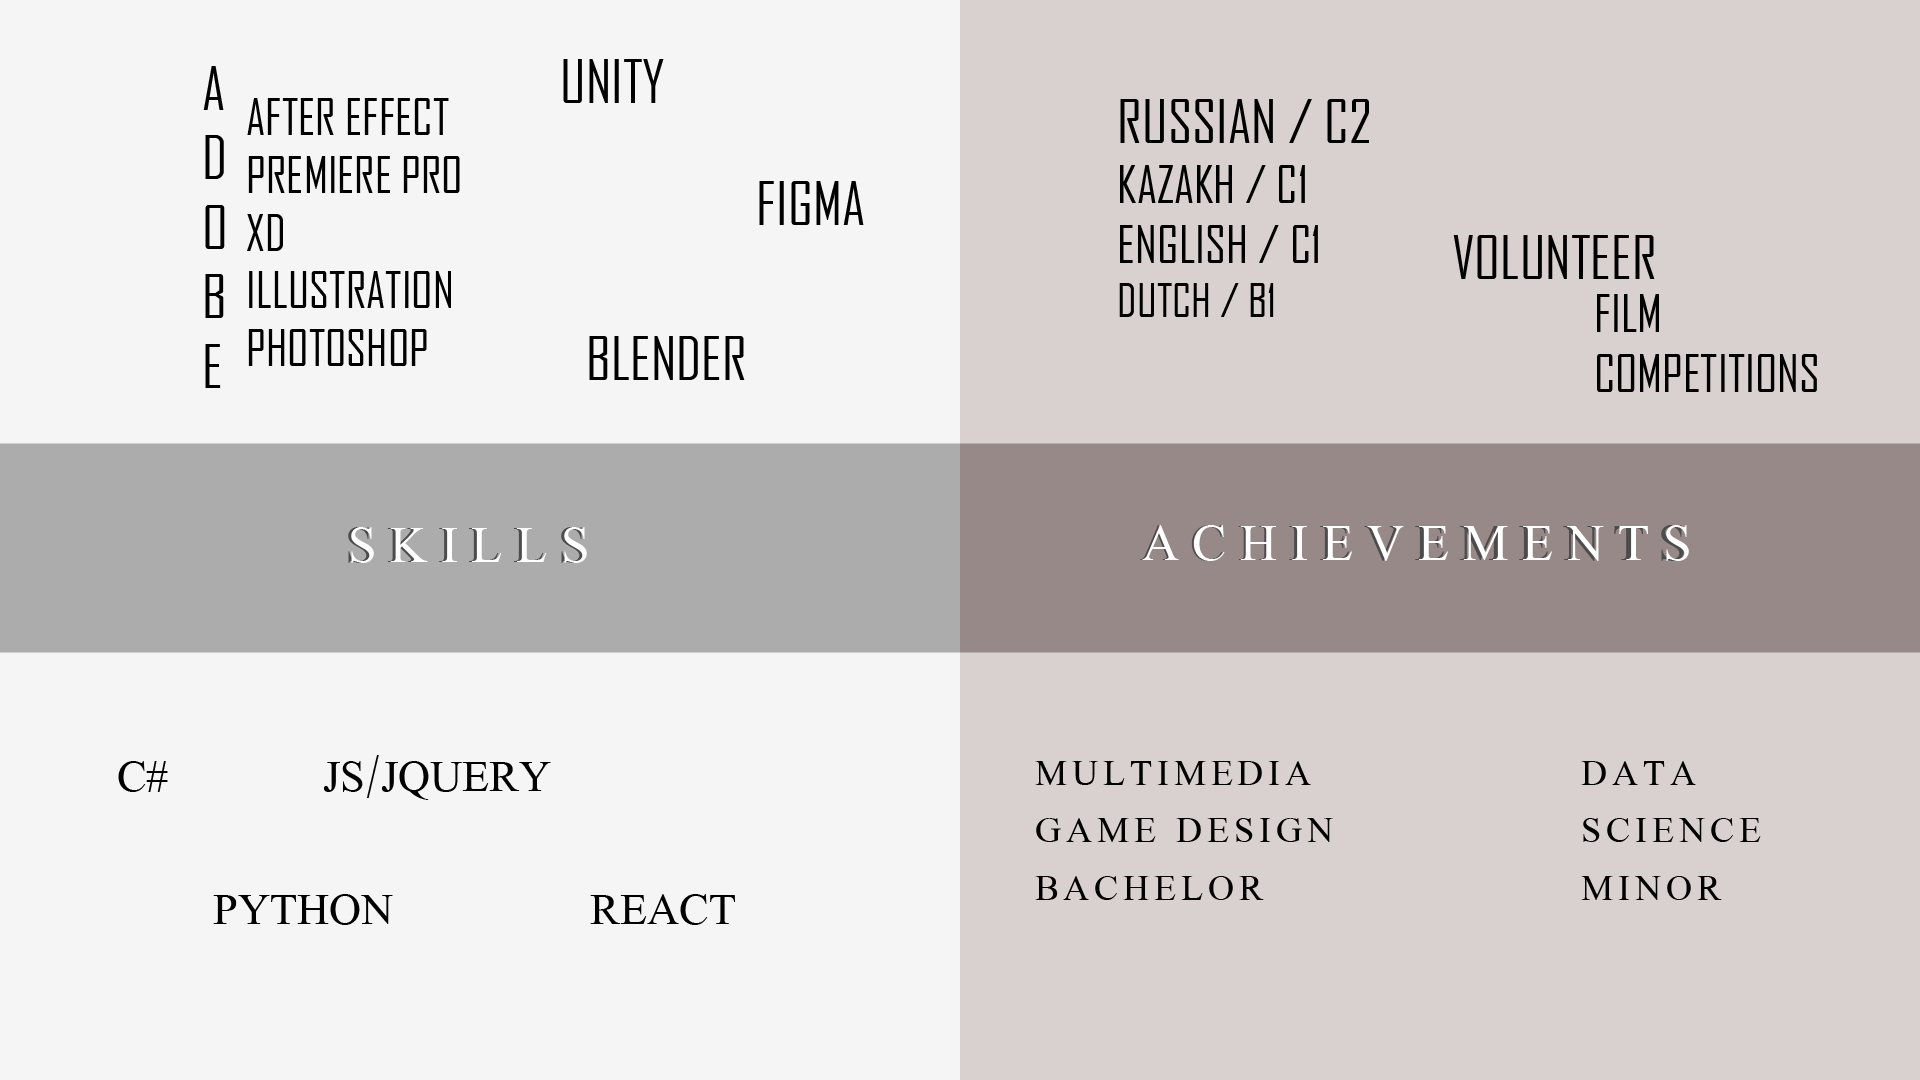 ADOBE
AFTER EFFECT
PREMIERE PRO
XD
ILLUSTRATION
PHOTOSHOP
UNITY
FIGMA
BLENDER
RUSSIAN / C2
KAZAKH / C1
ENGLISH / C1
DUTCH / B1
VOLUNTEER
FILM
COMPETITIONS
SKILLS
ACHIEVEMENTS
C#
JS/JQUERY
PYTHON
REACT
MULTIMEDIA
GAME DESIGN
BACHELOR
DATA
SCIENCE
MINOR